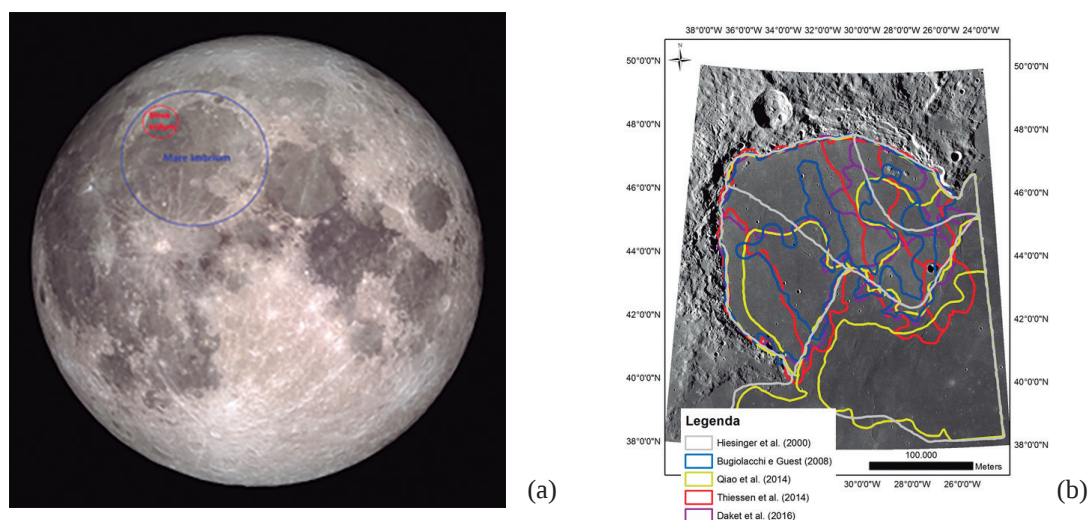 Sinus
Iridum
Mare Imbrium
(a)
38°0'0"W 36°0'0"W 34°0'0"W 32°0'0"W 30°0'0"W 28°0'0"W 26°0'0"W 24°0'0"W
N
50°0'0"N 50°0'0"N
48°0'0"N 48°0'0"N
46°0'0"N 46°0'0"N
44°0'0"N 44°0'0"N
42°0'0"N 42°0'0"N
40°0'0"N 40°0'0"N
38°0'0"N 38°0'0"N
Legenda
Hiesinger et al. (2000)
Bugiolacchi e Guest (2008)
Qiao et al. (2014)
Thiessen et al. (2014)
Daket et al. (2016)
100.000
Meters
30°0'0"W 28°0'0"W 26°0'0"W
(b)